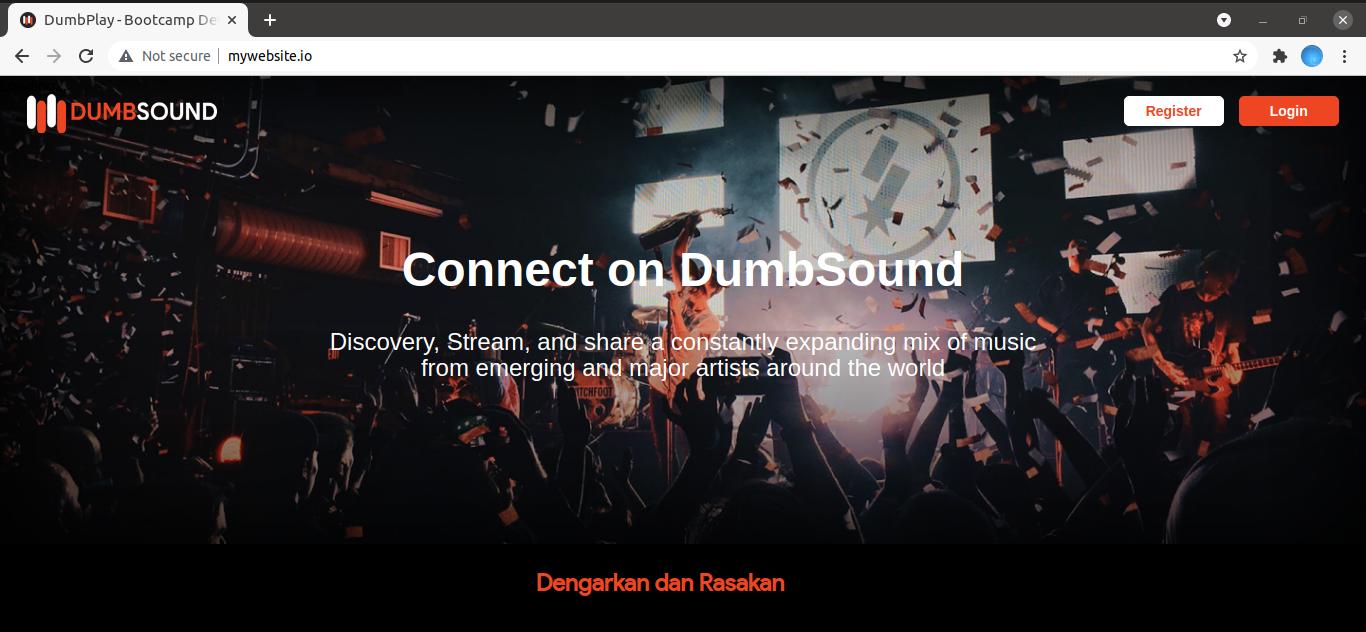 DumbPlay - Bootcamp De
Not secure
mywebsite.io
DUMBSOUND
Register
Login
Connect on DumbSound
Discovery, Stream, and share a constantly expanding mix of music
from emerging and major artists around the world
PITCHFORK
Dengarkan dan Rasakan